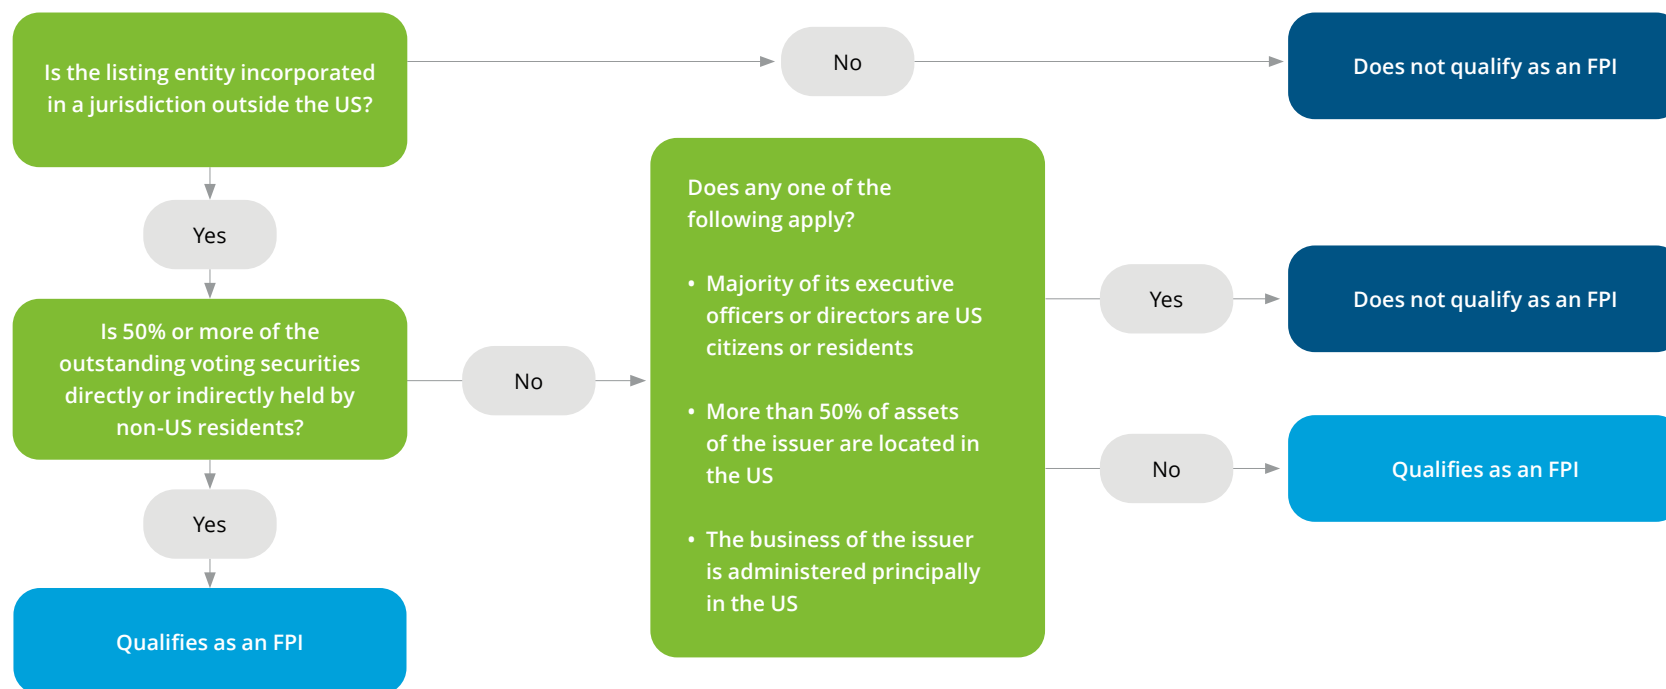 Is the listing entity incorporated
in a jurisdiction outside the US?
No
Does not qualify as an FPI
Yes
Is 50% or more of the
outstanding voting securities
directly or indirectly held by
non-US residents?
No
Does any one of the
following apply?
• Majority of its executive
officers or directors are US
citizens or residents
• More than 50% of assets
of the issuer are located in
the US
• The business of the issuer
is administered principally
in the US
Yes
Does not qualify as an FPI
No
Qualifies as an FPI
Yes
Qualifies as an FPI